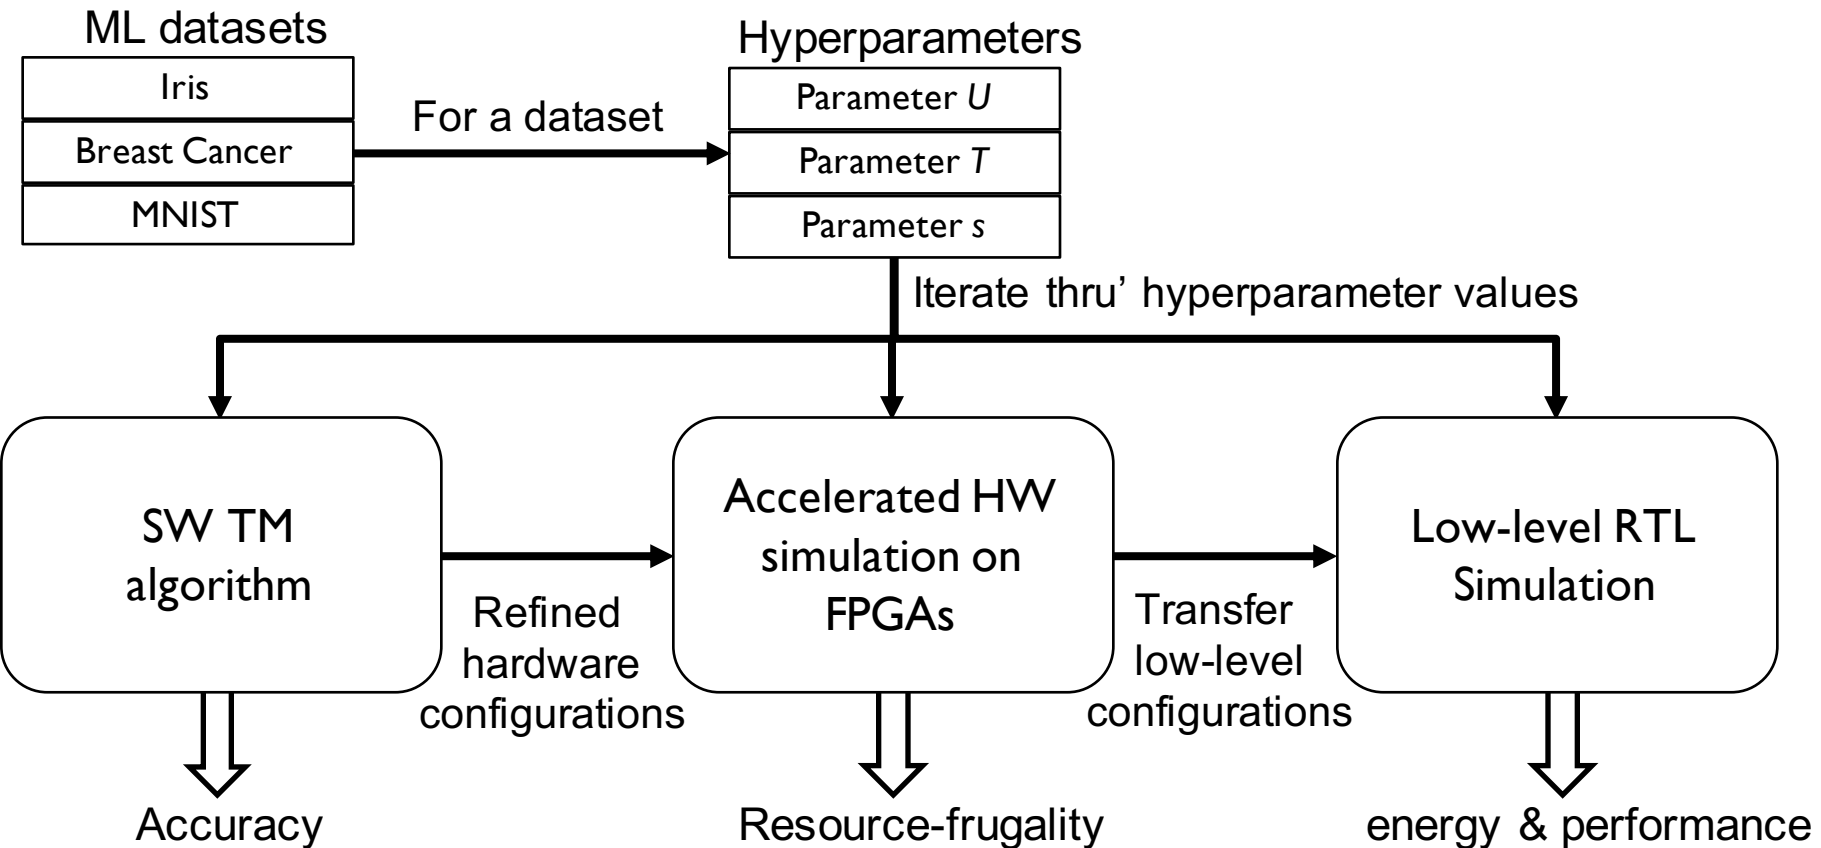 ML datasets
Iris
Breast Cancer
MNIST
For a dataset
Hyperparameters
Parameter U
Parameter T
Parameter s
Iterate thru’ hyperparameter values
SW TM
algorithm
Refined
hardware
configurations
Accelerated HW
simulation on
FPGAs
Transfer
low-level
configurations
Low-level RTL
Simulation
Accuracy
Resource-frugality
energy & performance